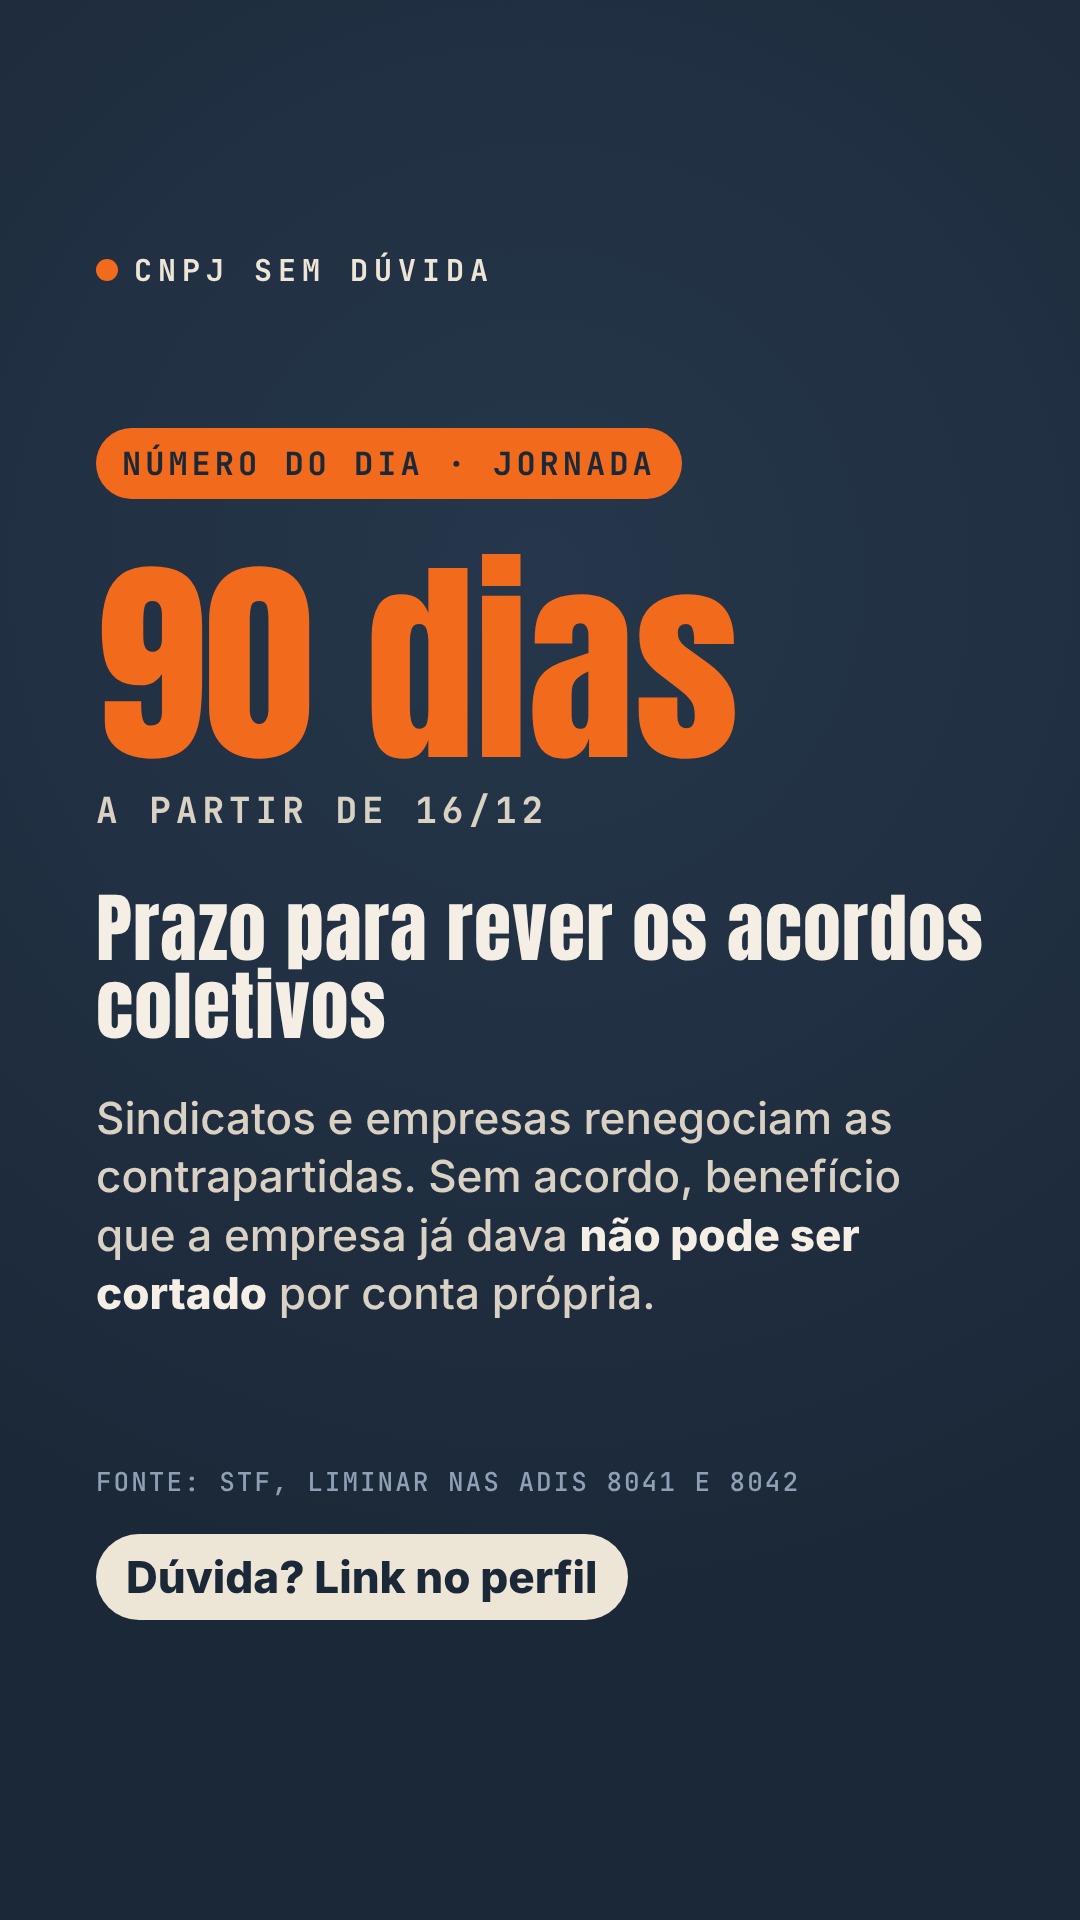 CNPJ SEM DÚVIDA
NÚMERO DO DIA · JORNADA
90 dias
A PARTIR DE 16/12
Prazo para rever os acordos
coletivos
Sindicatos e empresas renegociam as
contrapartidas. Sem acordo, benefício
que a empresa já dava não pode ser
cortado por conta própria.
FONTE: STF, LIMINAR NAS ADIS 8041 E 8042
Dúvida? Link no perfil